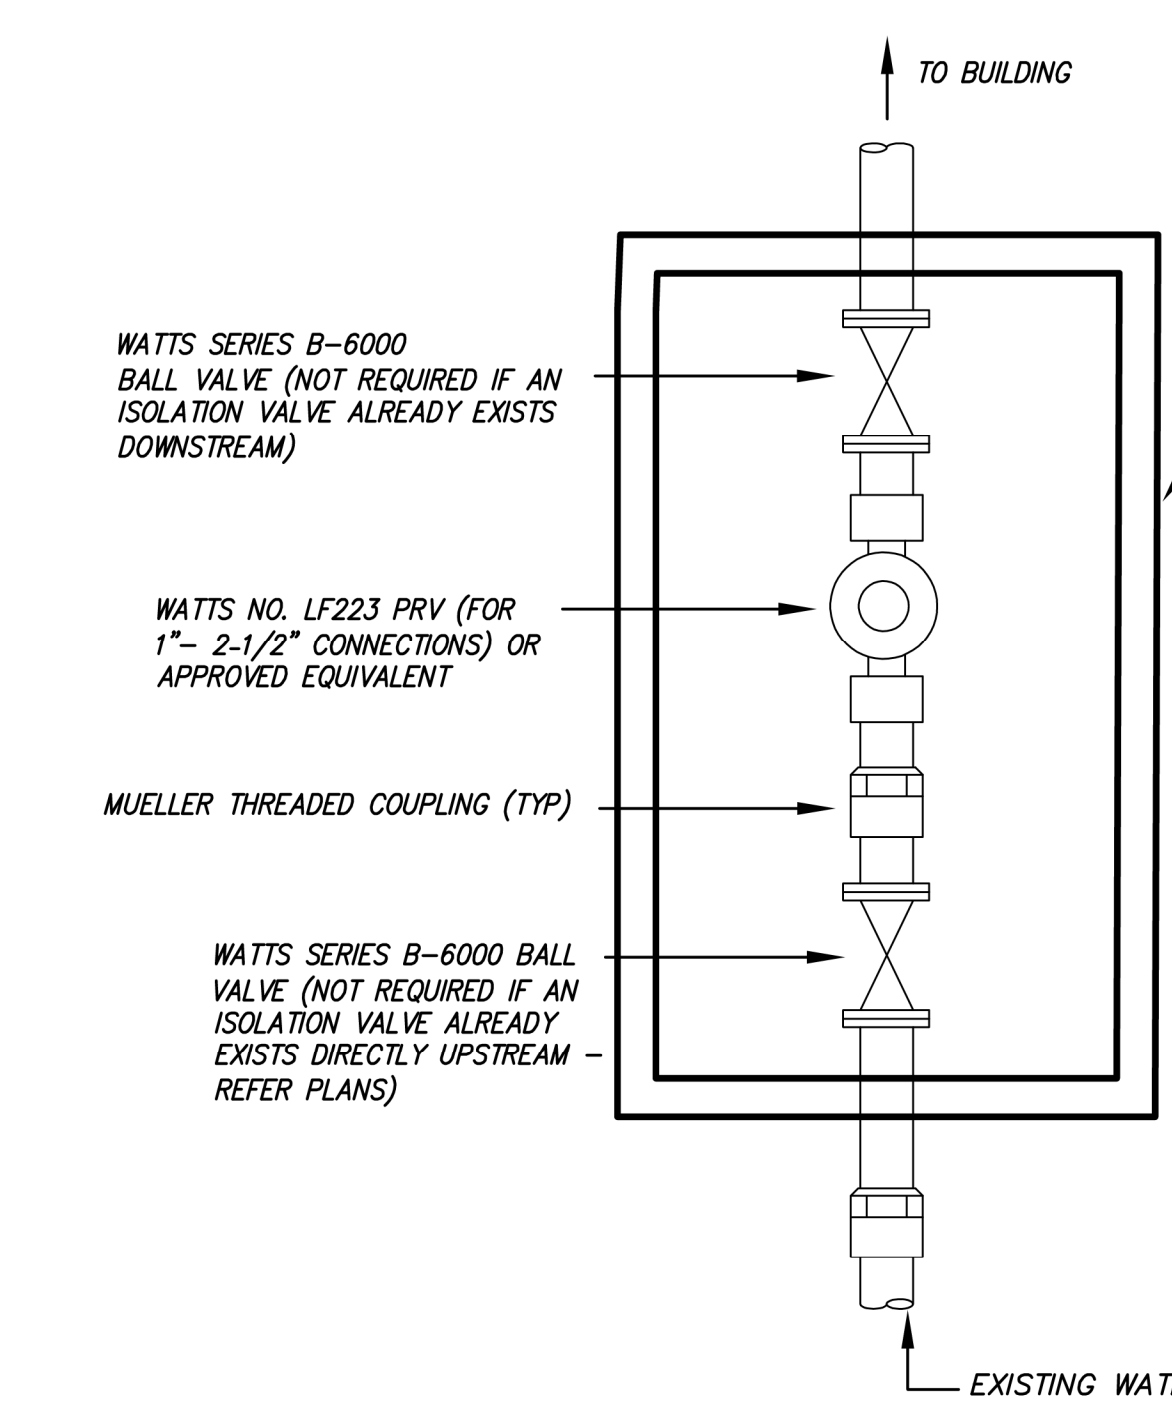 TO BUILDING
WATTS SERIES B-6000
BALL VALVE (NOT REQUIRED IF AN
ISOLATION VALVE ALREADY EXISTS
DOWNSTREAM)
WATTS NO. LF223 PRV (FOR
1"- 2-1/2" CONNECTIONS) OR
APPROVED EQUIVALENT
MUELLER THREADED COUPLING (TYP)
WATTS SERIES B-6000 BALL
VALVE (NOT REQUIRED IF AN
ISOLATION VALVE ALREADY
EXISTS DIRECTLY UPSTREAM -
REFER PLANS)
EXISTING